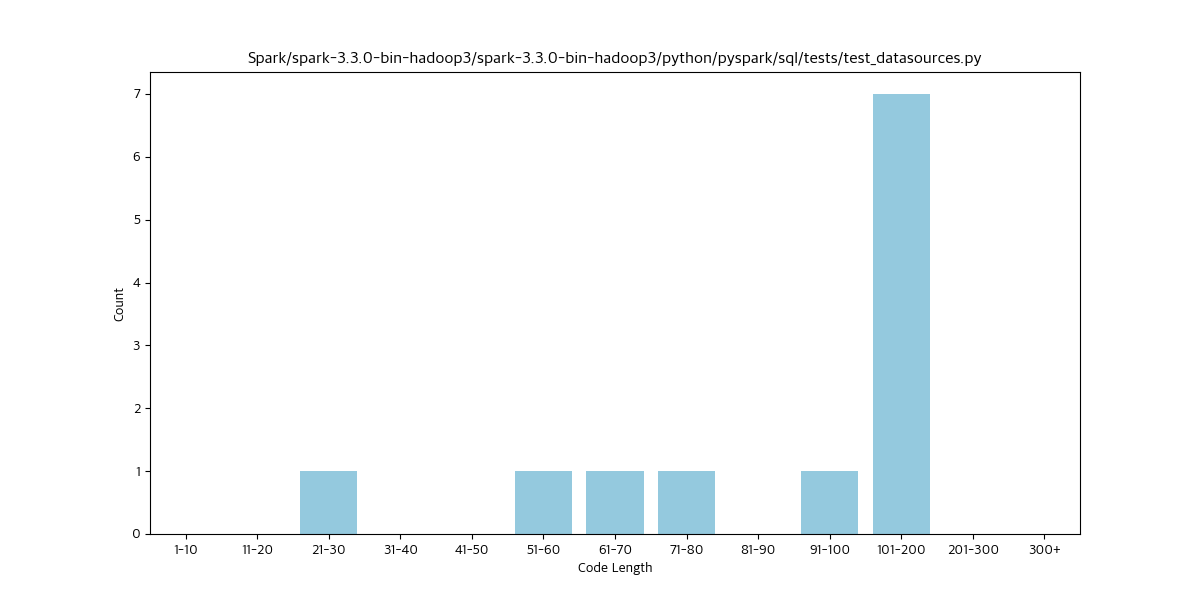 Spark/spark-3.3.0-bin-hadoop3/spark-3.3.0-bin-hadoop3/python/pyspark/sql/tests/test_datasources.py
7
6
5
4
3
2
1
0
Count
1-10 11-20 21-30 31-40 41-50 51-60 61-70 71-80 81-90 91-100 101-200 201-300 300+
Code Length